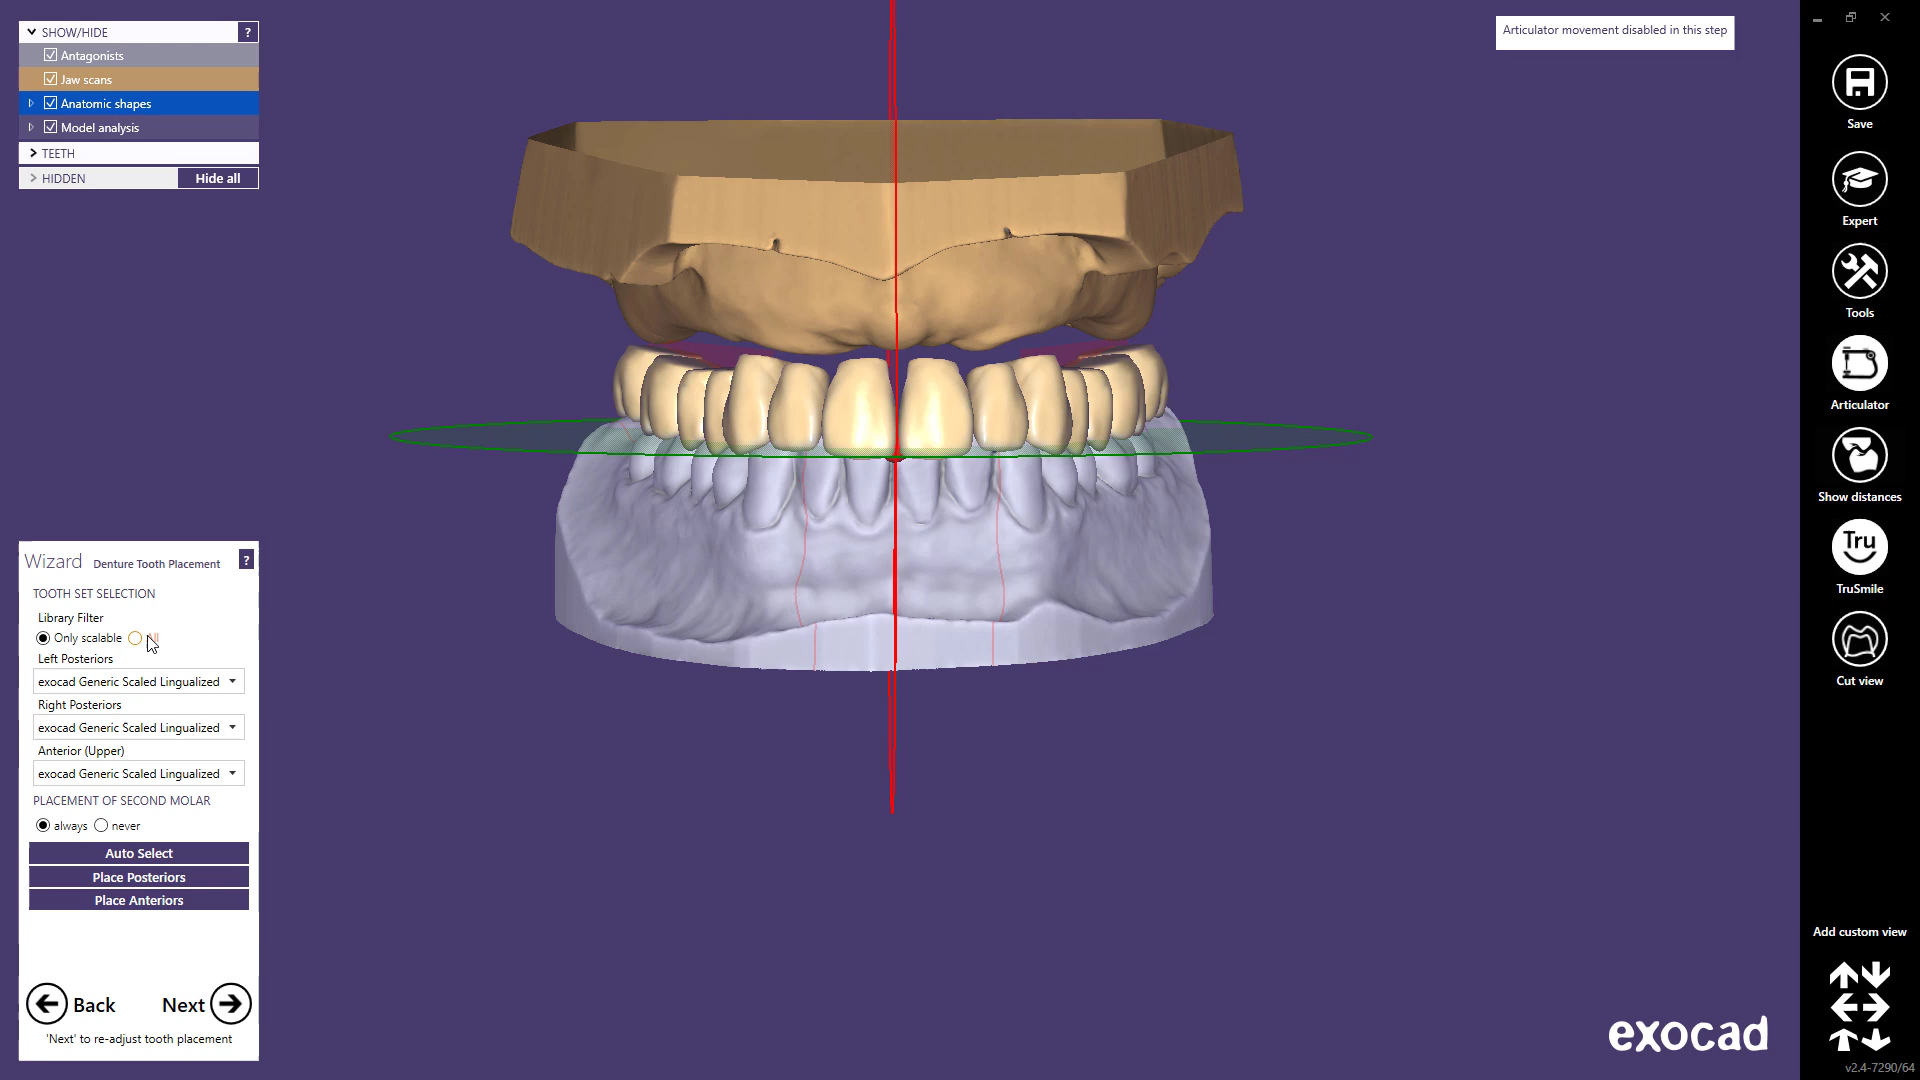 SHOW/HIDE ?
Antagonists
Jaw scans
Anatomic shapes
Model analysis
TEETH
HIDDEN Hide all
Articulator movement disabled in this step
Save
Expert
Tools
Articulator
Show distances
Tru
TruSmile
Cut view
Add custom view
Wizard Denture Tooth Placement ?
TOOTH SET SELECTION
Library Filter
Only scalable
Left Posteriors
exocad Generic Scaled Lingualized
Right Posteriors
exocad Generic Scaled Lingualized
Anterior (Upper)
exocad Generic Scaled Lingualized
PLACEMENT OF SECOND MOLAR
always never
Auto Select
Place Posteriors
Place Anteriors
Back Next
'Next' to re-adjust tooth placement
exocad
v2.4-7290/64